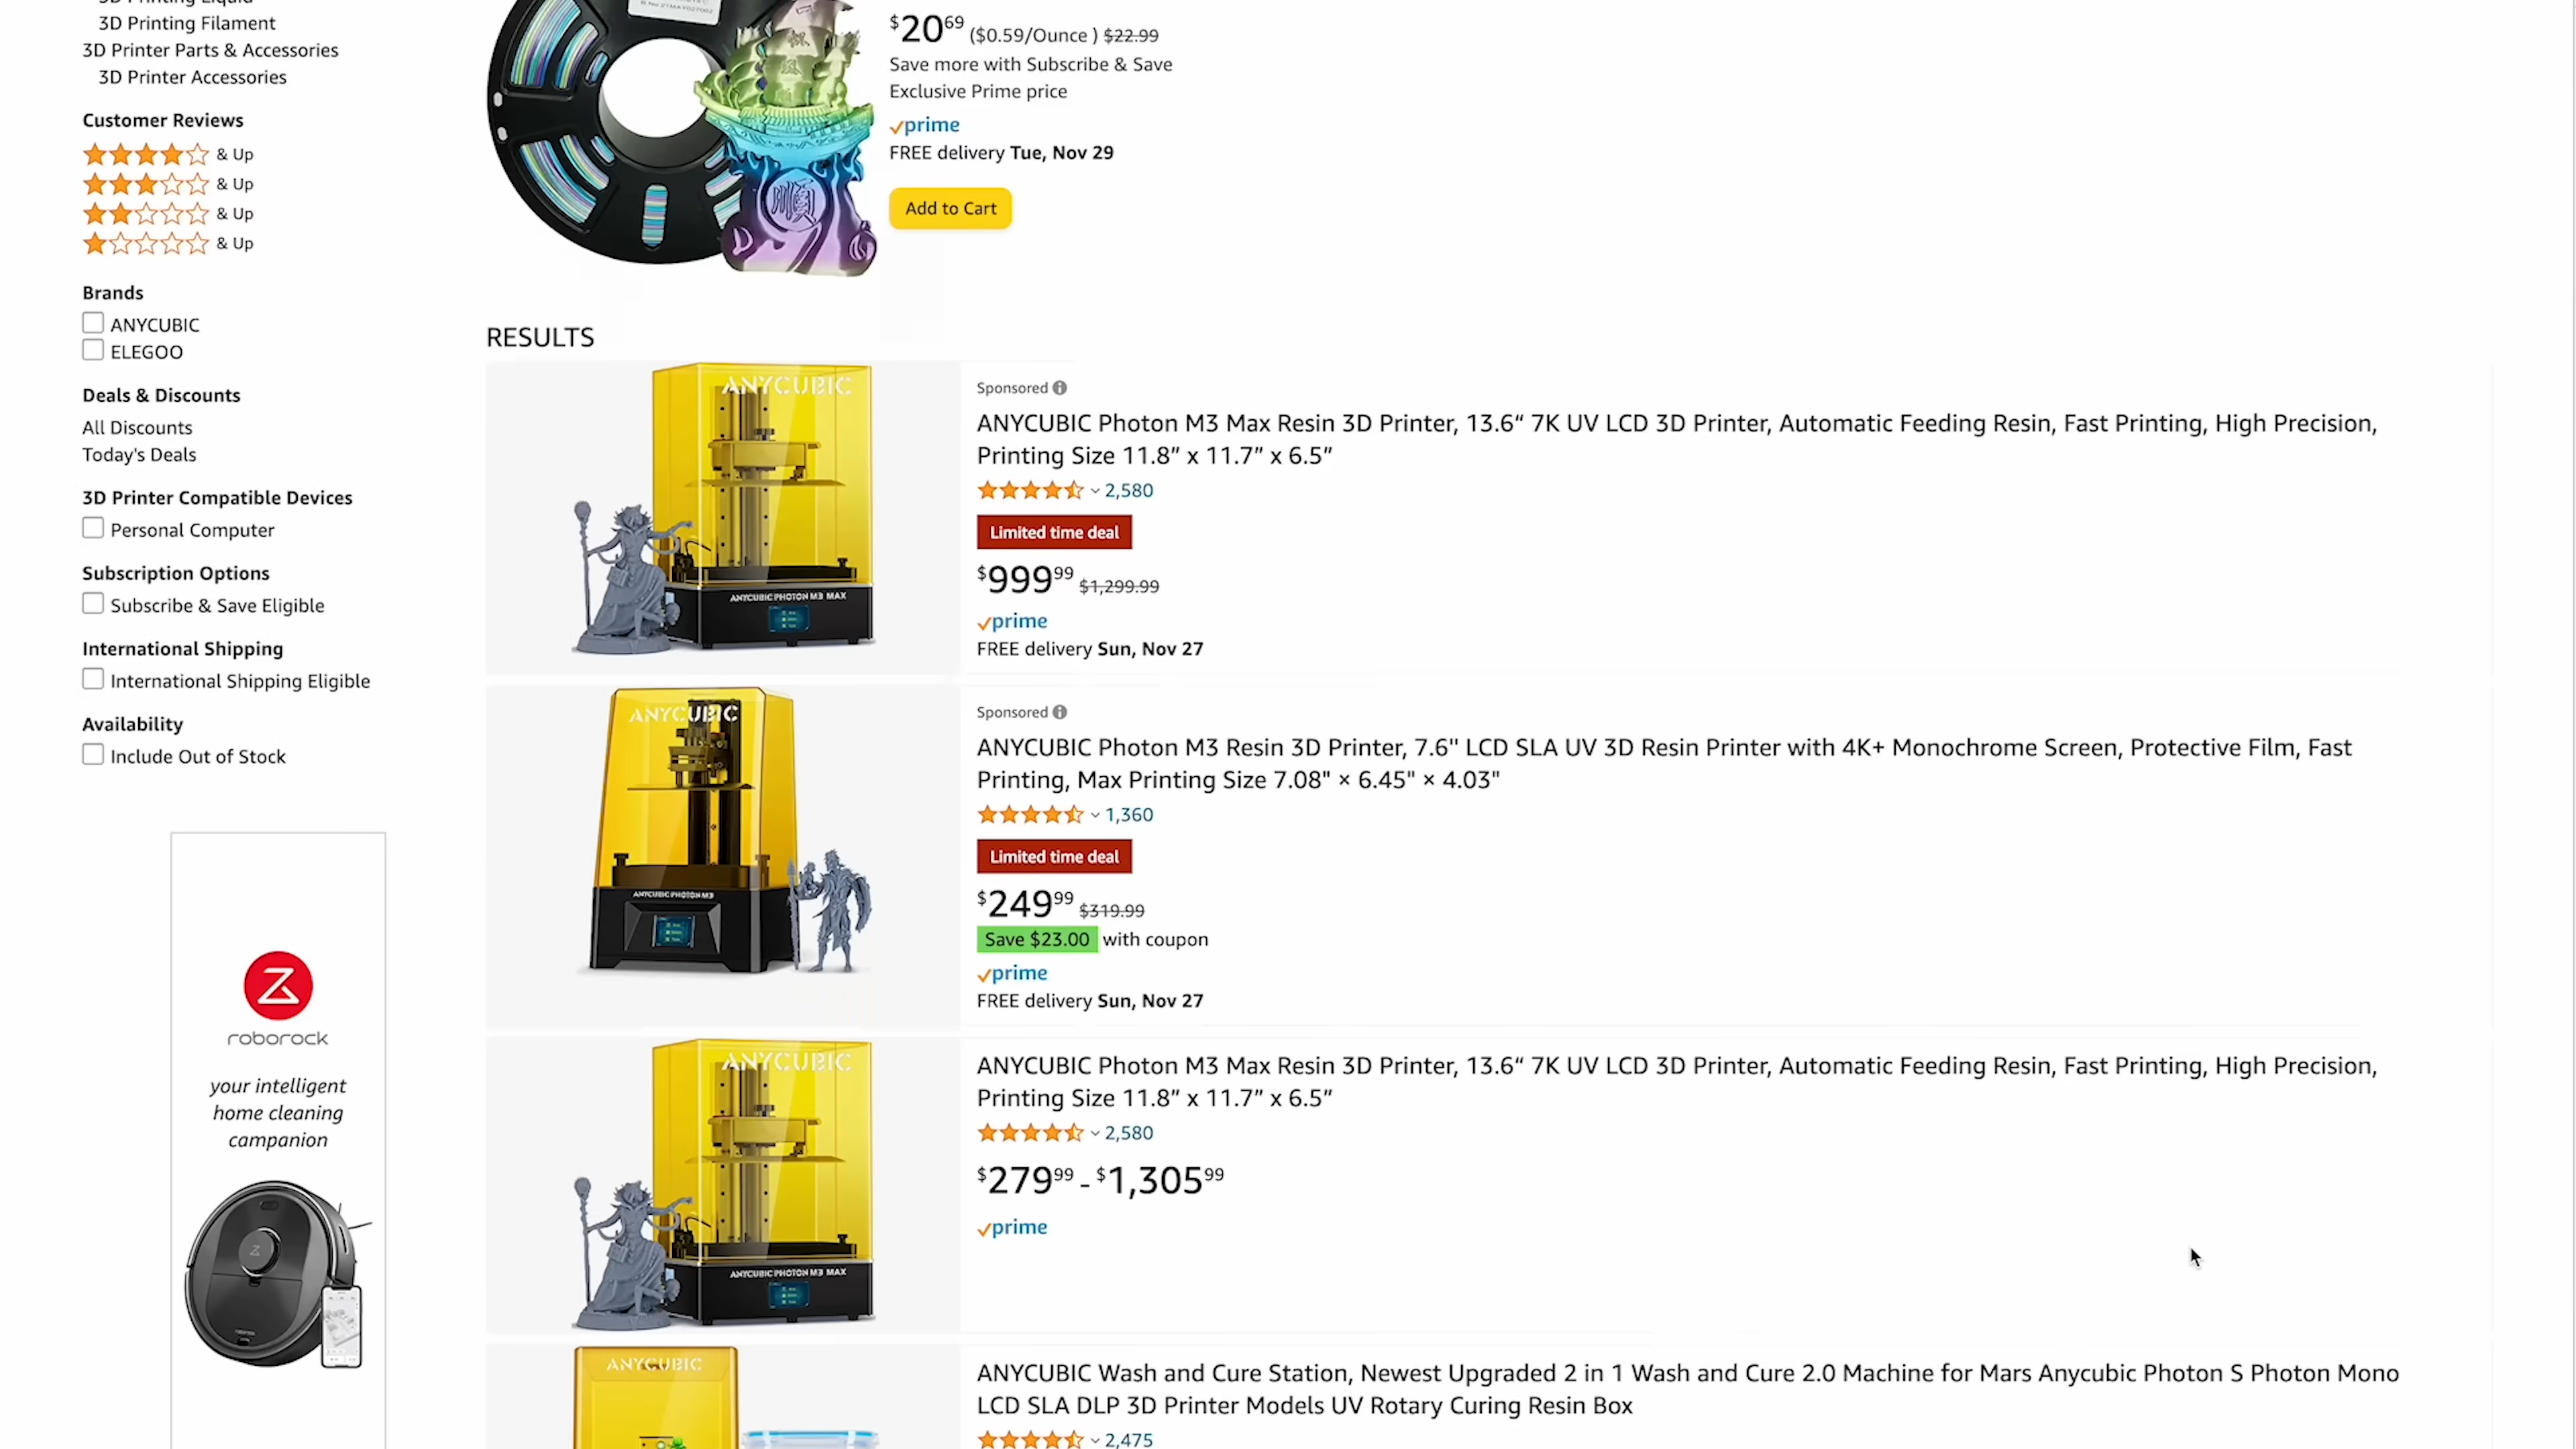 3D Printing Liquid
3D Printing Filament
3D Printer Parts & Accessories
3D Printer Accessories
Customer Reviews
& Up
& Up
& Up
& Up
Brands
ANYCUBIC
ELEGOO
Deals & Discounts
All Discounts
Today's Deals
3D Printer Compatible Devices
Personal Computer
Subscription Options
Subscribe & Save Eligible
International Shipping
International Shipping Eligible
Availability
Include Out of Stock
roborock
your intelligent
home cleaning
campanion
$20.69 ($0.59/Ounce ) $22.99
Save more with Subscribe & Save
Exclusive Prime price
prime
FREE delivery Tue, Nov 29
Add to Cart
順
RESULTS
ANYCUBIC
ANYCUBIC PHOTON M3 MAX
Sponsored
ANYCUBIC Photon M3 Max Resin 3D Printer, 13.6“ 7K UV LCD 3D Printer, Automatic Feeding Resin, Fast Printing, High Precision,
Printing Size 11.8” x 11.7” x 6.5”
2,580
Limited time deal
$999.99 $1,299.99
prime
FREE delivery Sun, Nov 27
ANYCUBIC
ANYCUBIC PHOTON M3
Sponsored
ANYCUBIC Photon M3 Resin 3D Printer, 7.6" LCD SLA UV 3D Resin Printer with 4K+ Monochrome Screen, Protective Film, Fast
Printing, Max Printing Size 7.08" × 6.45" × 4.03"
1,360
Limited time deal
$249.99 $319.99
Save $23.00 with coupon
prime
FREE delivery Sun, Nov 27
ANYCUBIC
ANYCUBIC PHOTON M3 MAX
ANYCUBIC Photon M3 Max Resin 3D Printer, 13.6“ 7K UV LCD 3D Printer, Automatic Feeding Resin, Fast Printing, High Precision,
Printing Size 11.8” x 11.7” x 6.5”
2,580
$279.99 - $1,305.99
prime
ANYCUBIC
ANYCUBIC Wash and Cure Station, Newest Upgraded 2 in 1 Wash and Cure 2.0 Machine for Mars Anycubic Photon S Photon Mono
LCD SLA DLP 3D Printer Models UV Rotary Curing Resin Box
2,475